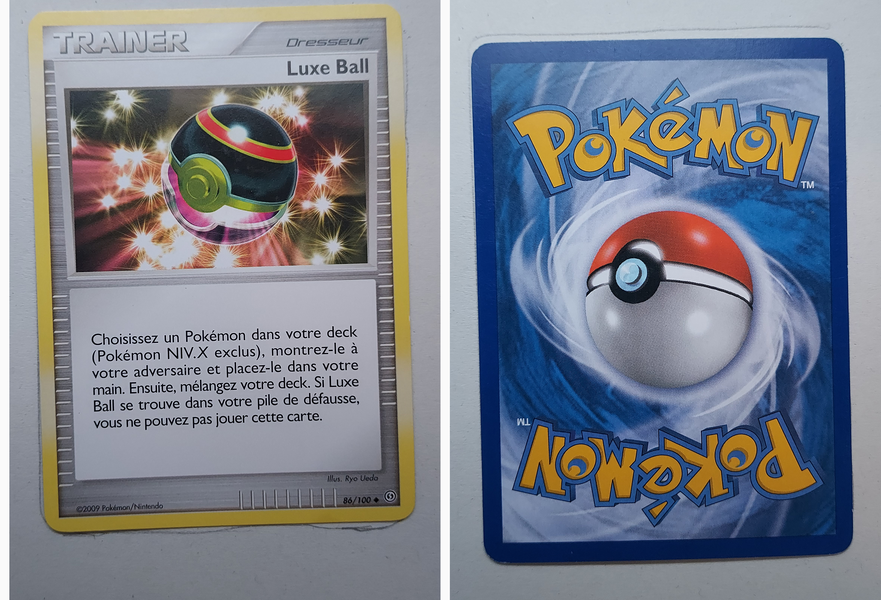 TRAINER
Dresseur
Luxe Ball
Choisissez un Pokémon dans votre deck
(Pokémon NIV.X exclus), montrez-le à
votre adversaire et placez-le dans votre
main. Ensuite, mélangez votre deck. Si Luxe
Ball se trouve dans votre pile de défausse,
vous ne pouvez pas jouer cette carte.
Illus. Ryo Ueda
©2009 Pokémon/Nintendo
86/100
POKéMON
TM
TM
POKéMON